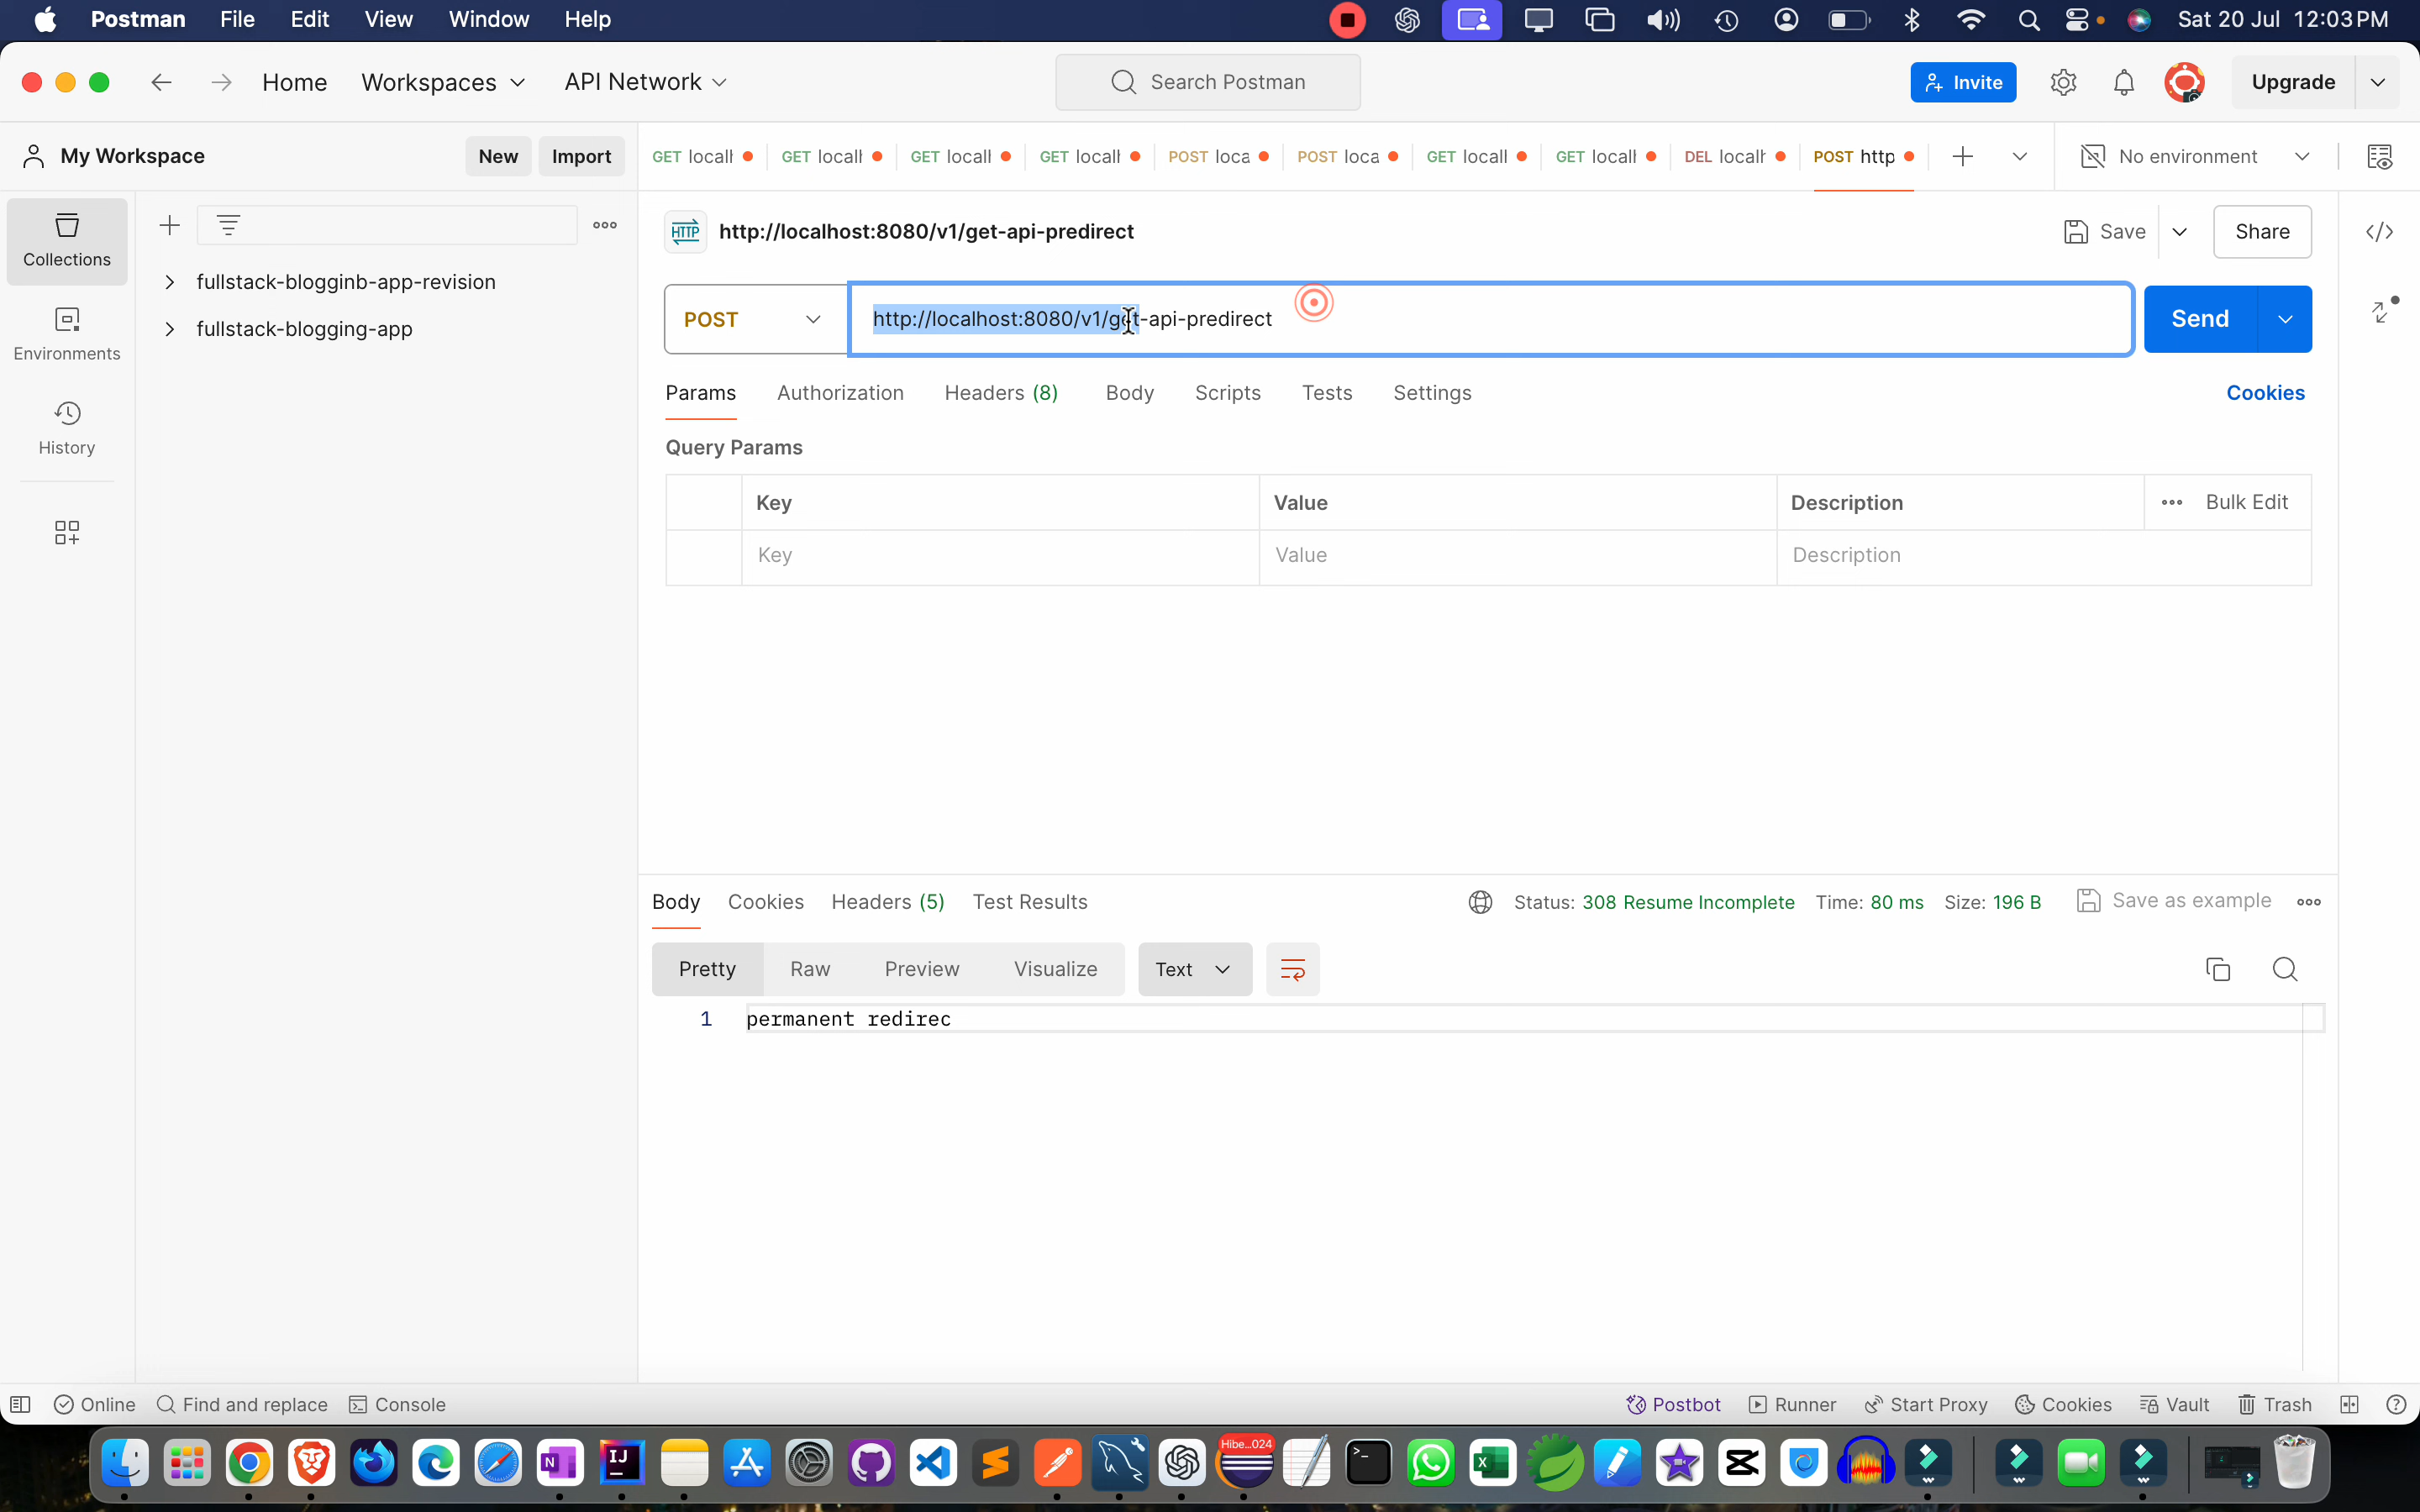 Postman File Edit View Window Help Sat 20 Jul 12:03 PM
Home Workspaces API Network Search Postman Invite Upgrade
My Workspace New Import GET locall GET locall GET locall GET locall POST loca POST loca GET locall GET locall DEL locall POST http No environment
HTTP http://localhost:8080/v1/get-api-predirect Save Share
Collections
fullstack-blogginb-app-revision
fullstack-blogging-app
Environments
History
POST http://localhost:8080/v1/get-api-predirect Send
Params Authorization Headers (8) Body Scripts Tests Settings Cookies
Query Params
Key Value Description Bulk Edit
Key Value Description
Body Cookies Headers (5) Test Results Status: 308 Resume Incomplete Time: 80 ms Size: 196 B Save as example
Pretty Raw Preview Visualize Text
1 permanent redirec
Online Find and replace Console Postbot Runner Start Proxy Cookies Vault Trash
Hibe...024
N IJ X